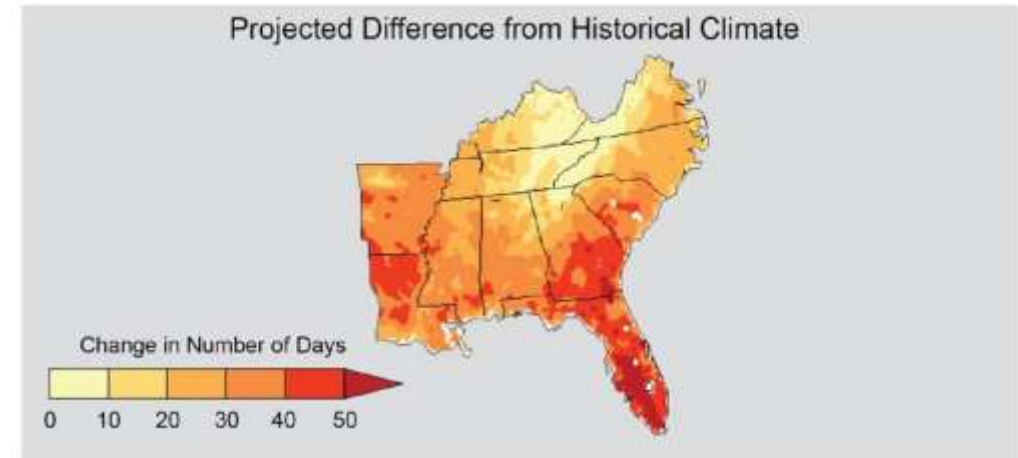 Projected Difference from Historical Climate
Change in Number of Days
0 10 20 30 40 50